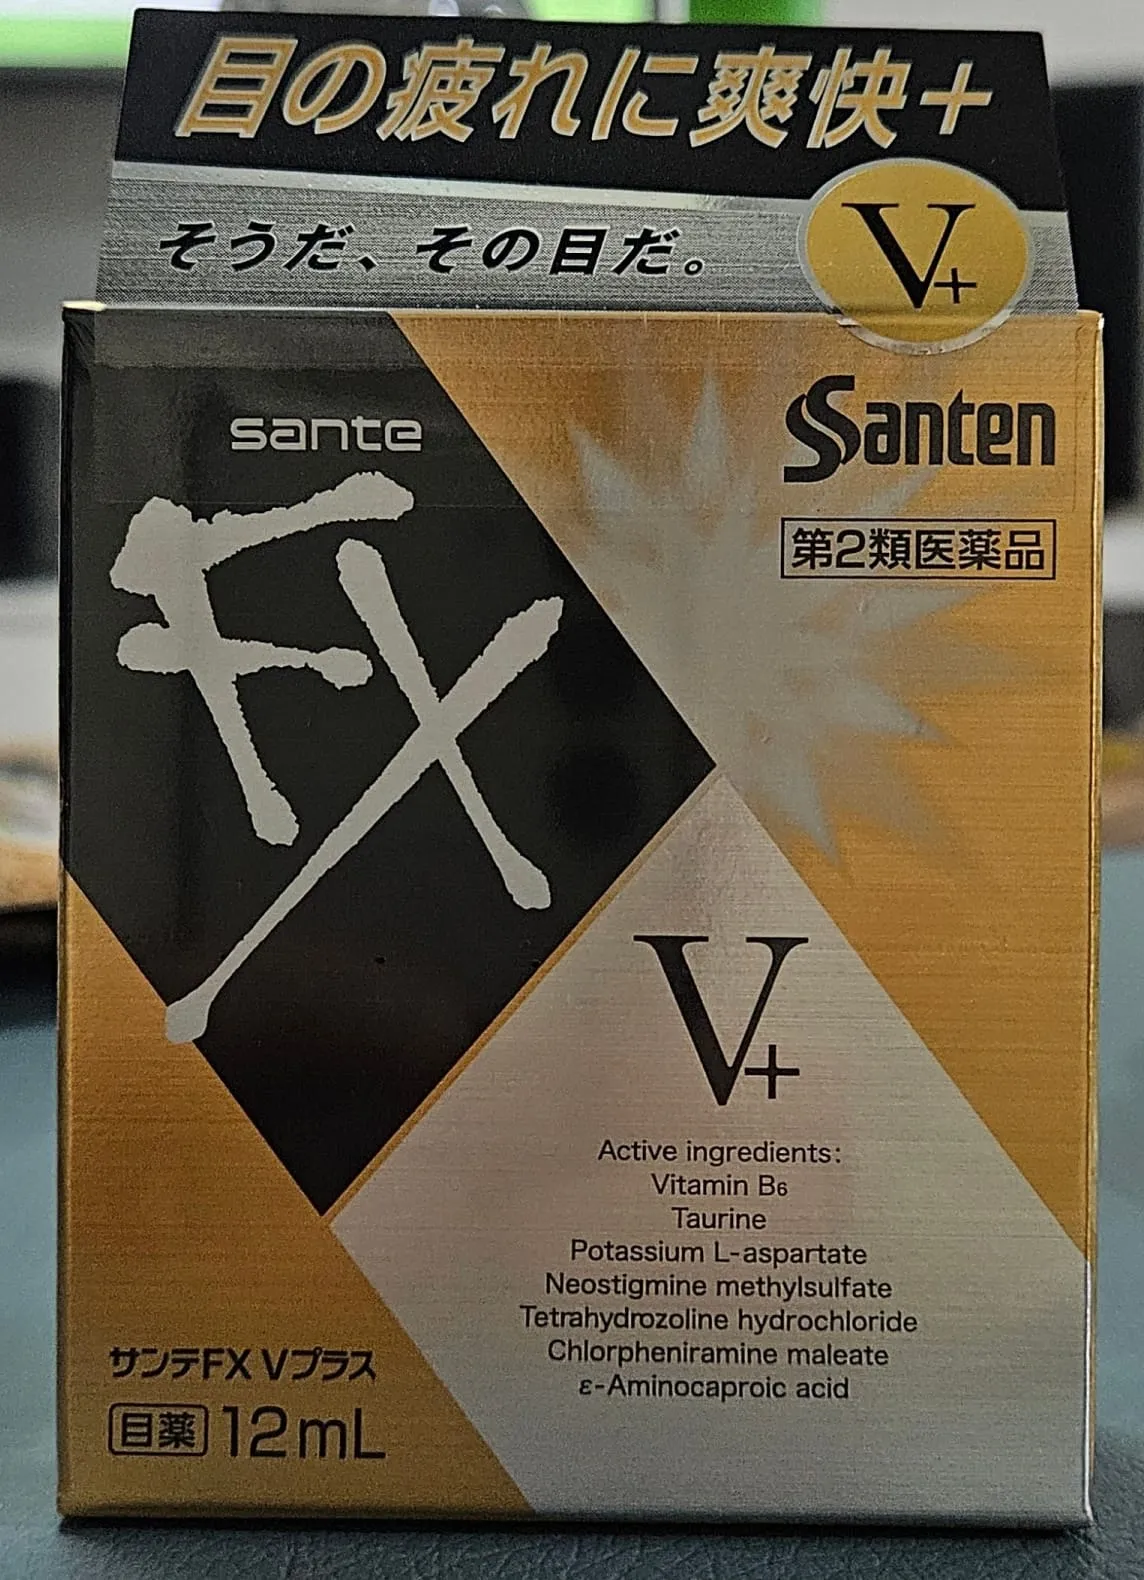 目の疲れに爽快+
そうだ、その目だ。
V+
sante
FX
Santen
第2類医薬品
V+
Active ingredients:
Vitamin B6
Taurine
Potassium L-aspartate
Neostigmine methylsulfate
Tetrahydrozoline hydrochloride
Chlorpheniramine maleate
ε-Aminocaproic acid
サンテFX Vプラス
目薬 12mL